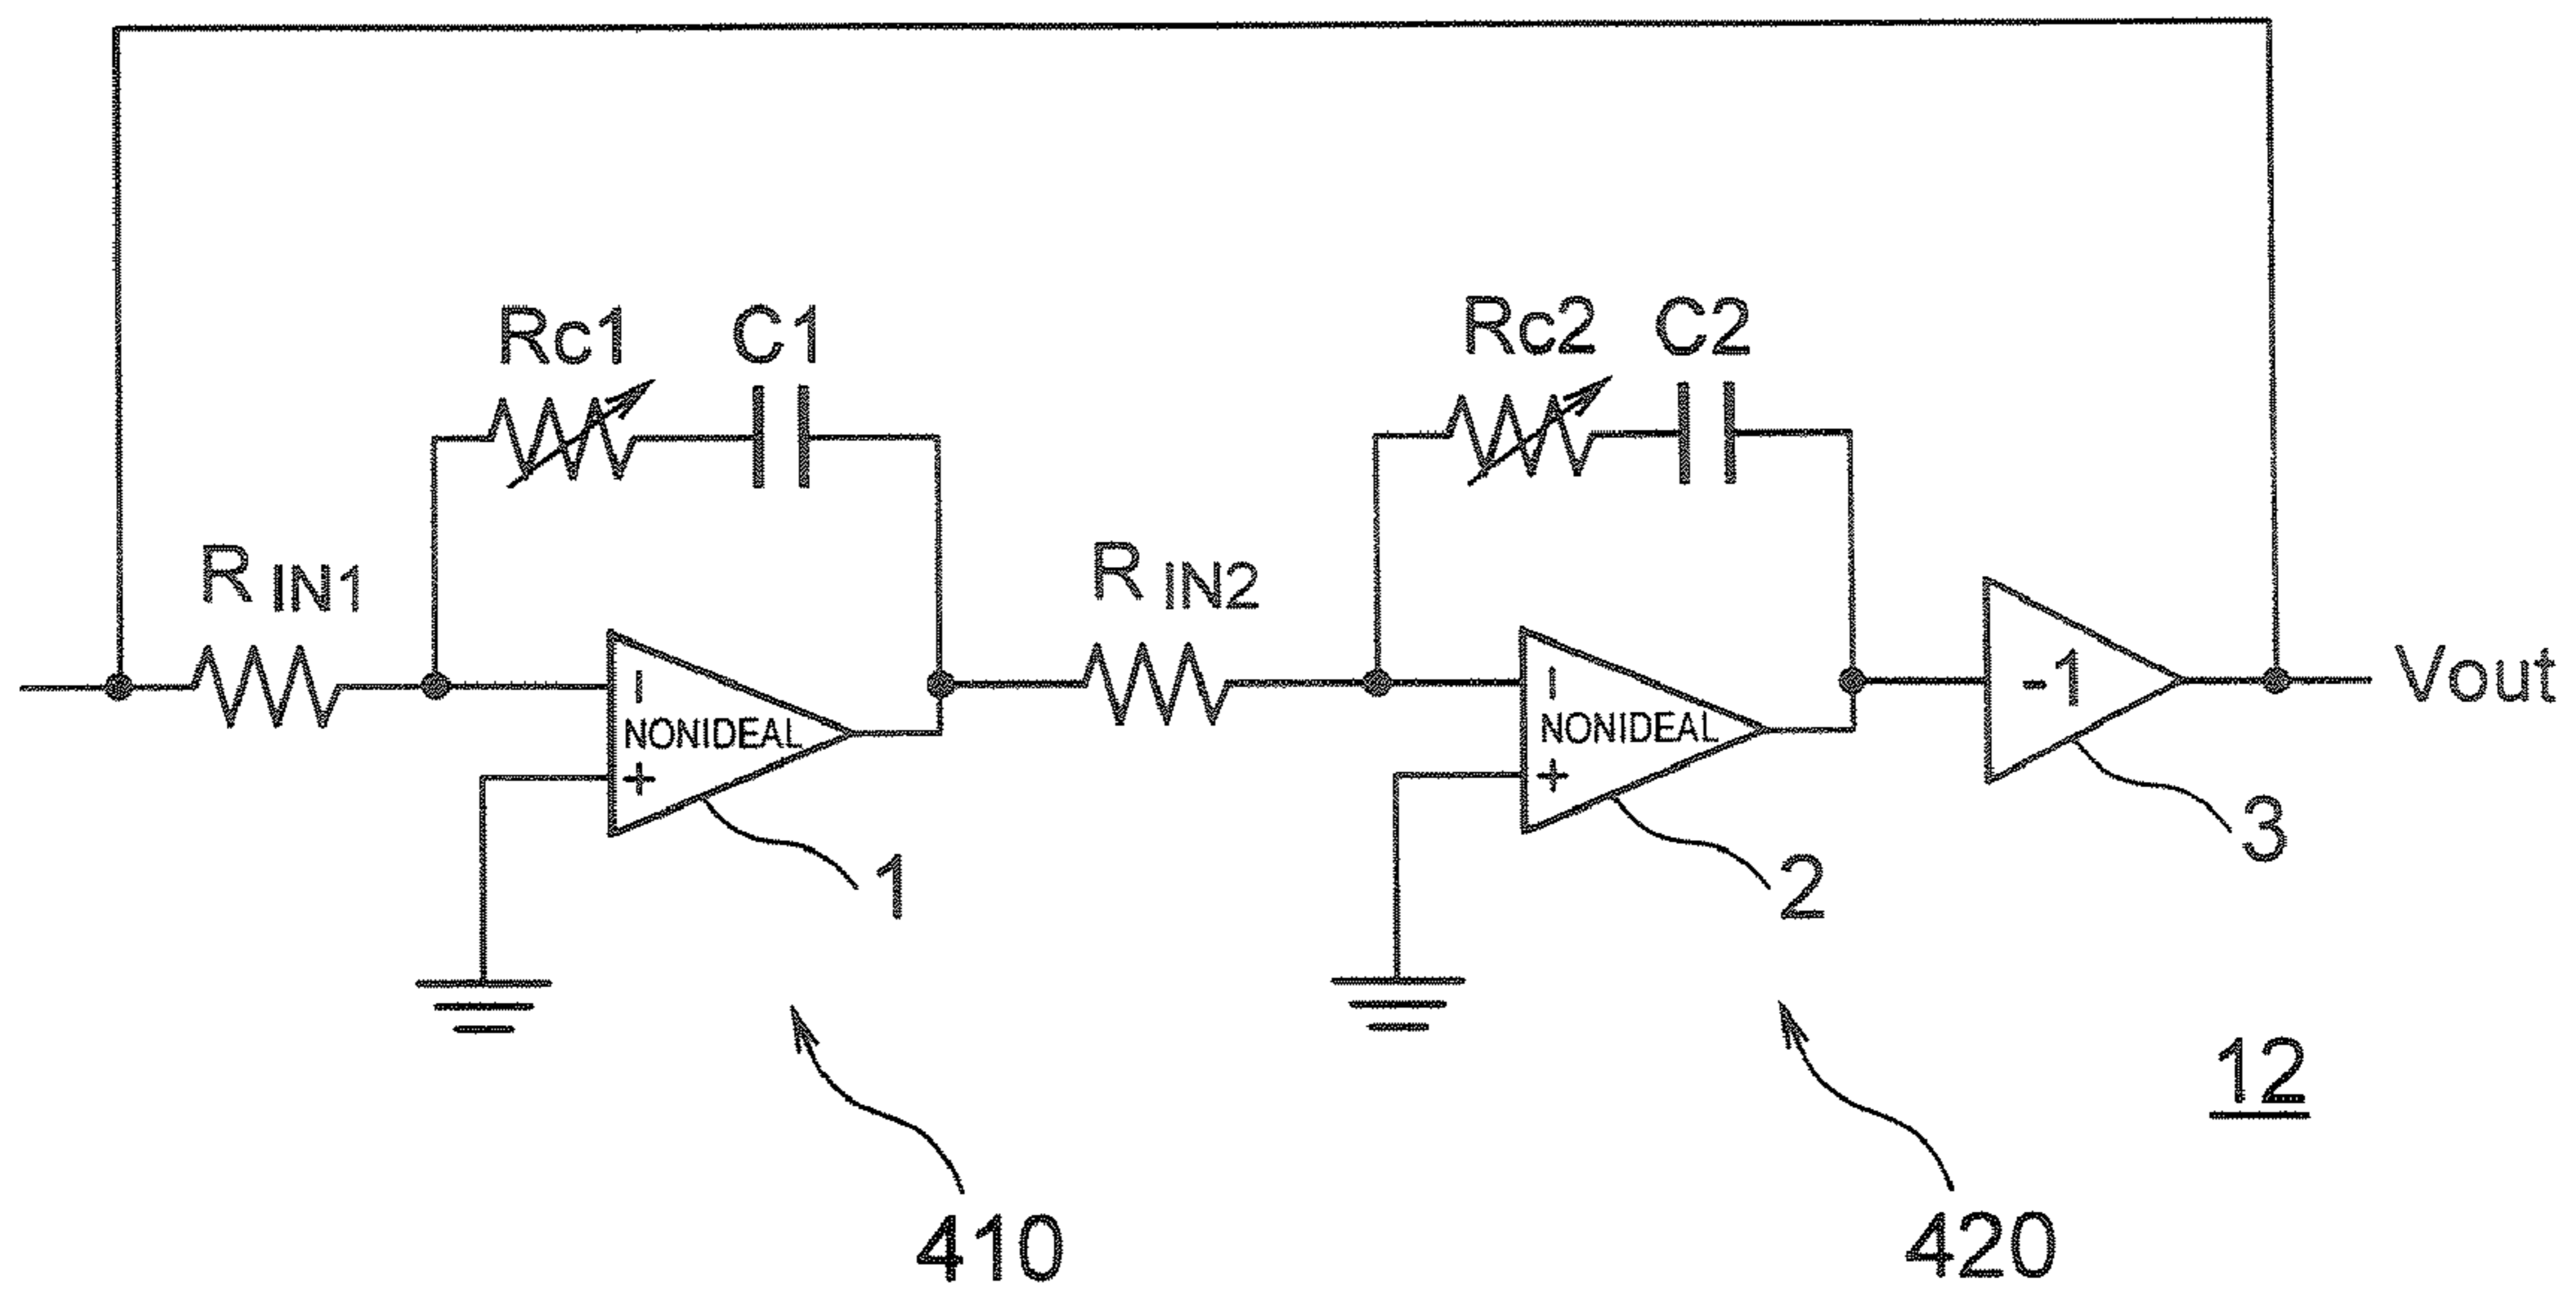 Rc1 C1 Rc2 C2
R IN1 R IN2
- NONIDEAL + - NONIDEAL + -1 Vout
1 2 3
12
410 420